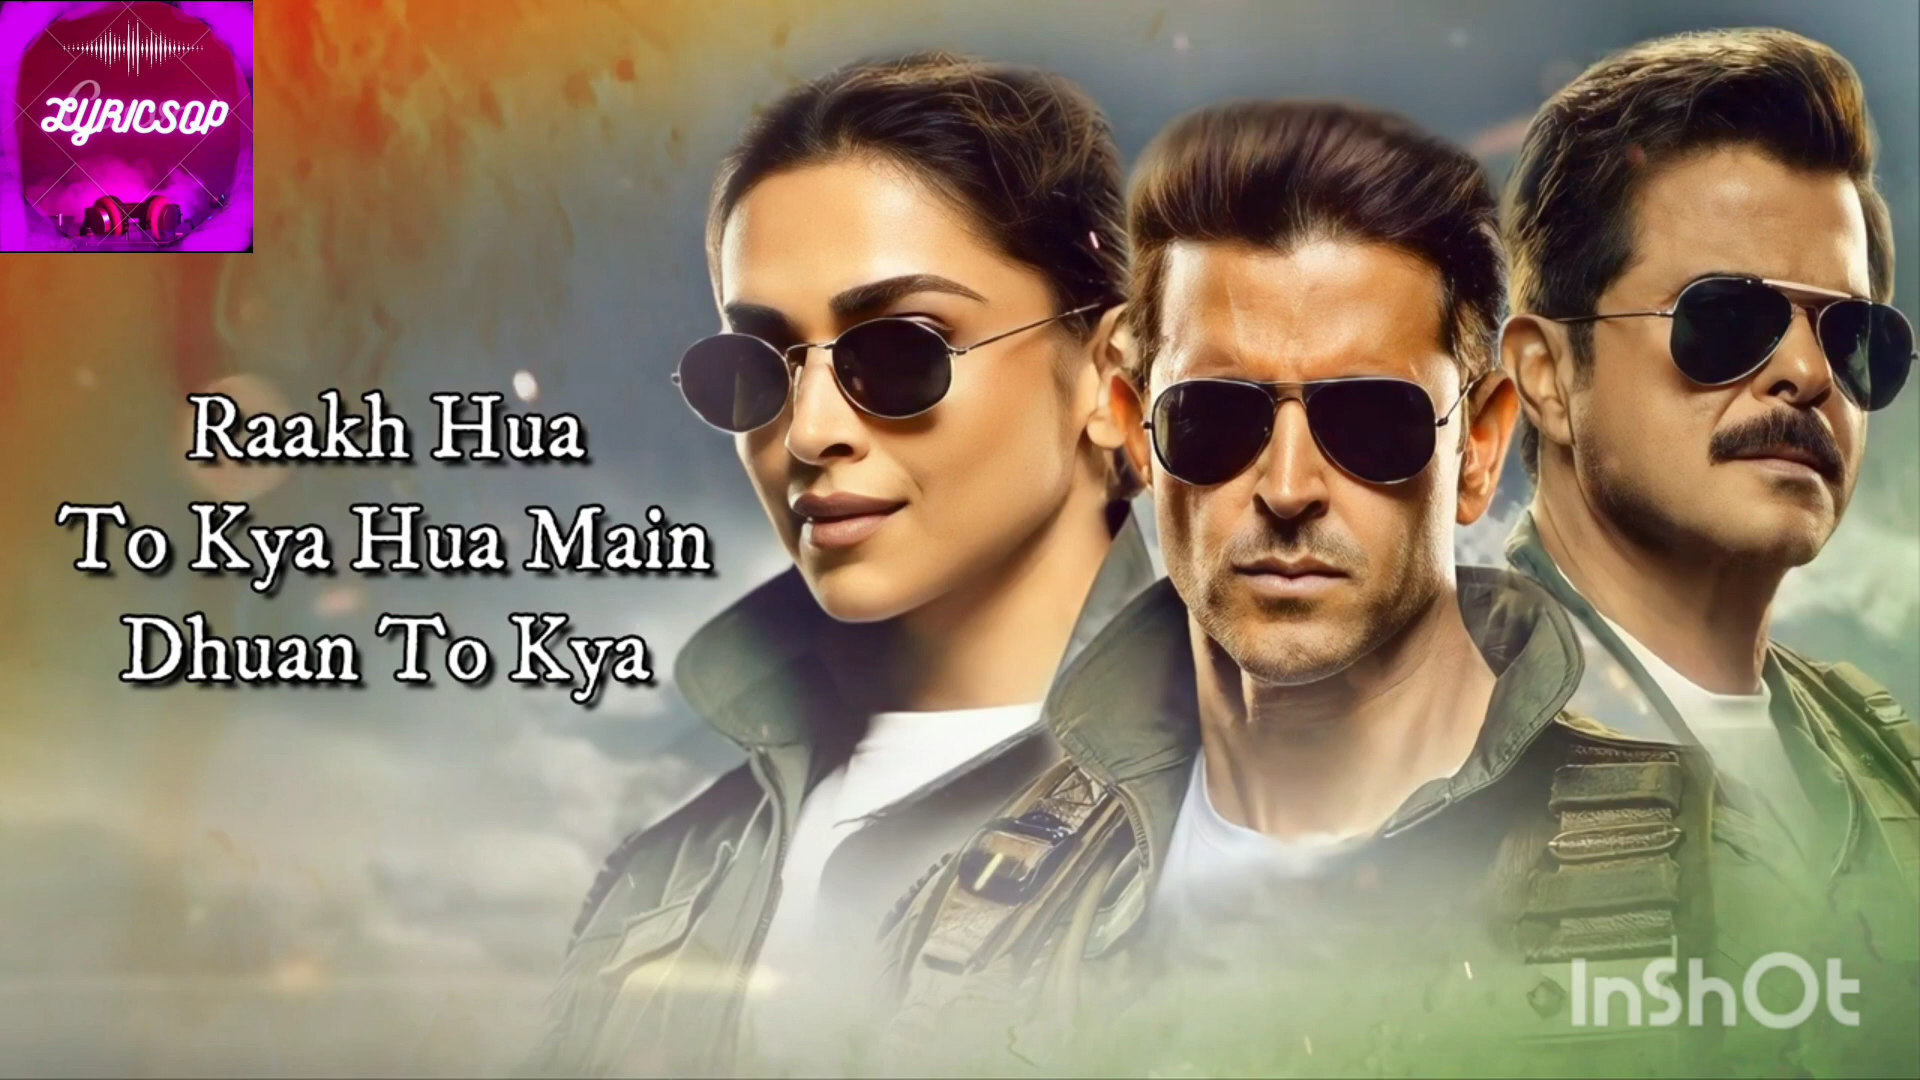 LYRICSOP
Raakh Hua
To Kya Hua Main
Dhuan To Kya
InShOt